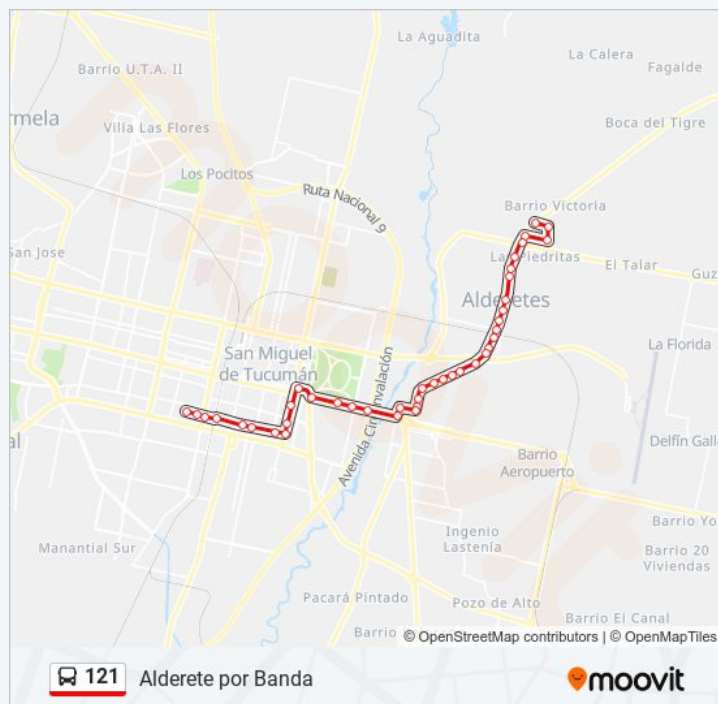 La Aguadita
La Calera
Fagalde
Barrio U.T.A. II
Boca del Tigre
rmela
Villa Las Flores
Los Pocitos
Ruta Nacional 9
Barrio Victoria
San Jose
Las Piedritas
El Talar
Guz
Alderetes
La Florida
San Miguel
de Tucumán
Avenida Circunvalación
al
Delfín Gall
Barrio
Aeropuerto
Manantial Sur
Ingenio
Lastenía
Barrio Yo
Barrio 20
Viviendas
Pacará Pintado
Pozo de Alto
Barrio El Canal
Barrio
© OpenStreetMap contributors | © OpenMapTiles
121
Alderete por Banda
moovit